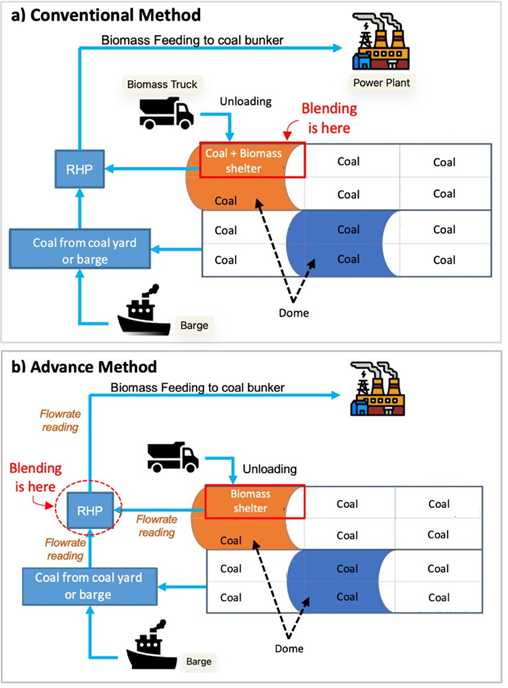 a) Conventional Method
Biomass Feeding to coal bunker
Biomass Truck
Power Plant
Unloading
Blending
is here
Coal + Biomass
shelter
Coal
Coal
RHP
Coal
Coal
Coal
Coal
Coal
Coal
Coal
Coal from coal yard
or barge
Coal
Coal
Coal
Barge
Dome
b) Advance Method
Biomass Feeding to coal bunker
Flowrate
reading
Unloading
Blending
is here
Biomass
shelter
Coal
Coal
RHP
Flowrate
reading
Coal
Coal
Coal
Flowrate
reading
Coal
Coal
Coal
Coal from coal yard
or barge
Coal
Coal
Coal
Barge
Dome